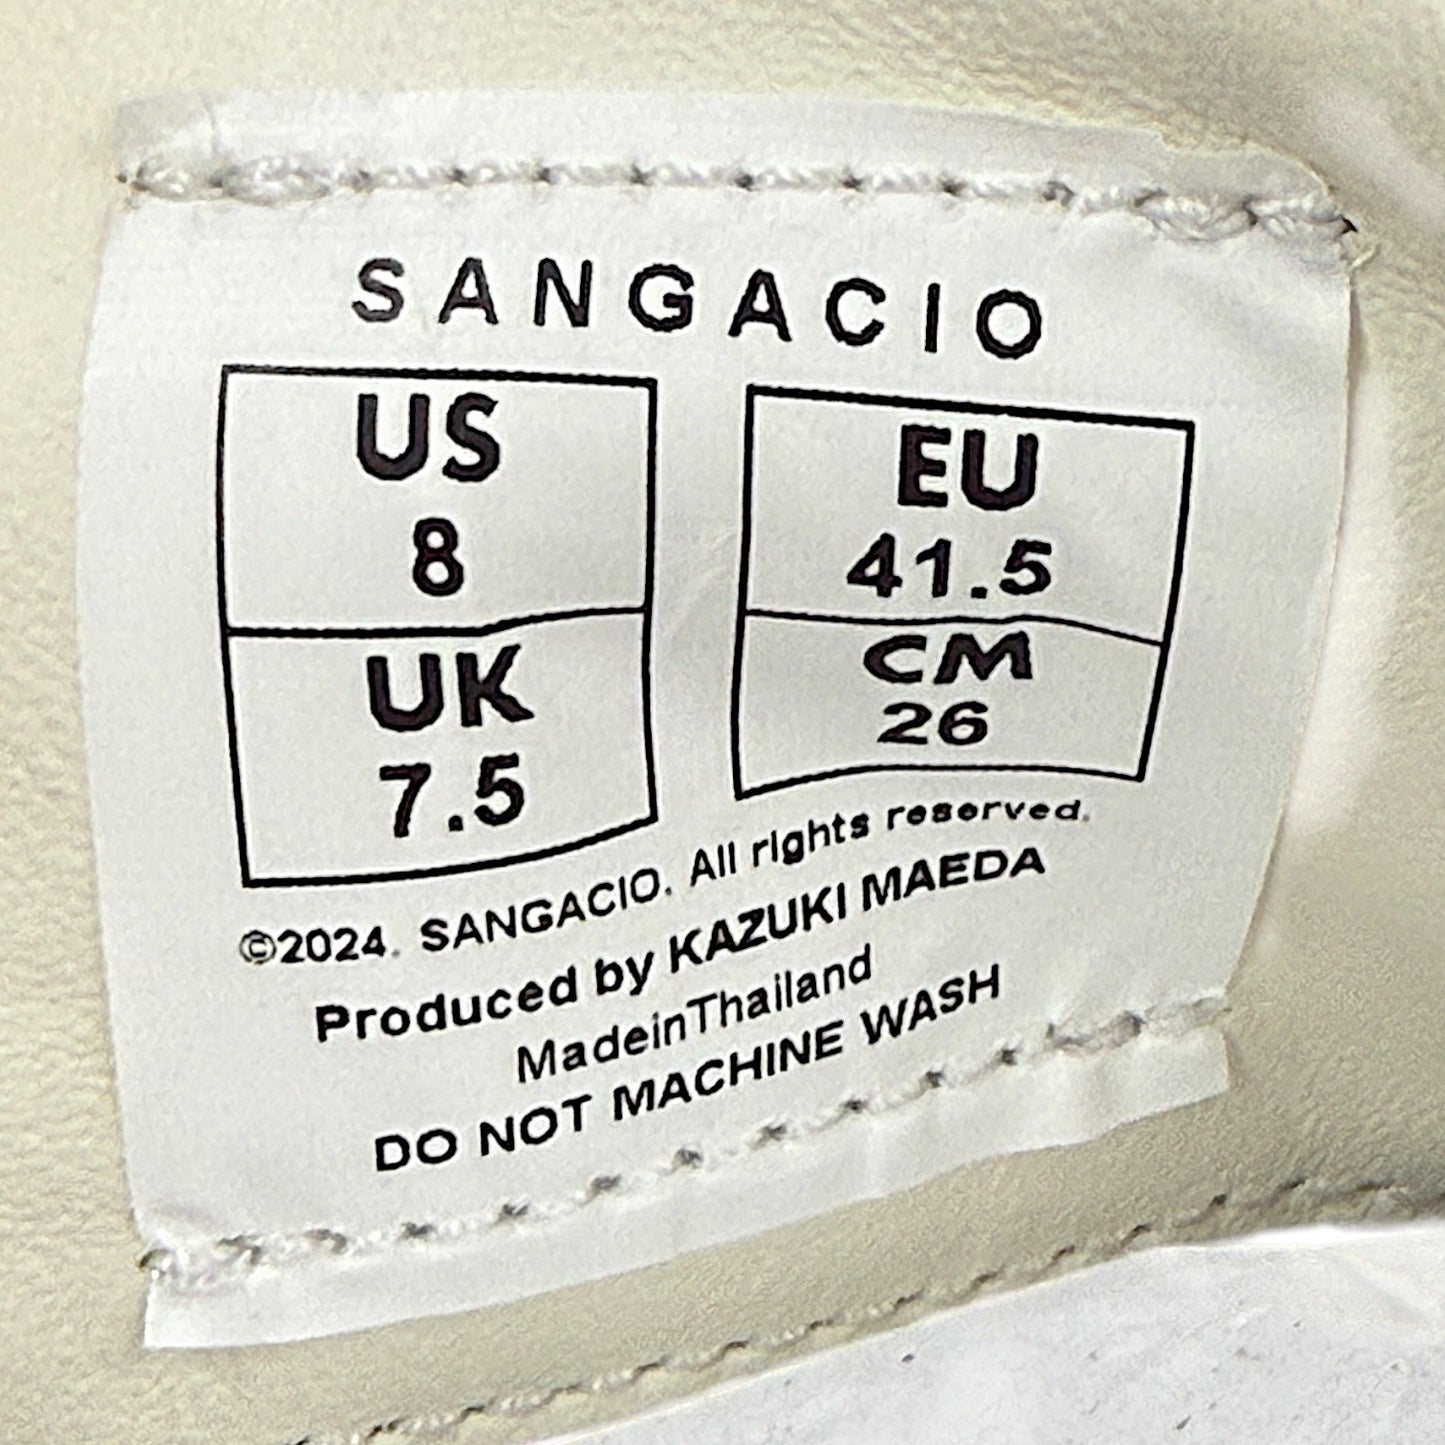 SANGACIO
US
8
UK
7.5
EU
41.5
CM
26
©2024. SANGACIO. All rights reserved.
Produced by KAZUKI MAEDA
MadeinThailand
DO NOT MACHINE WASH